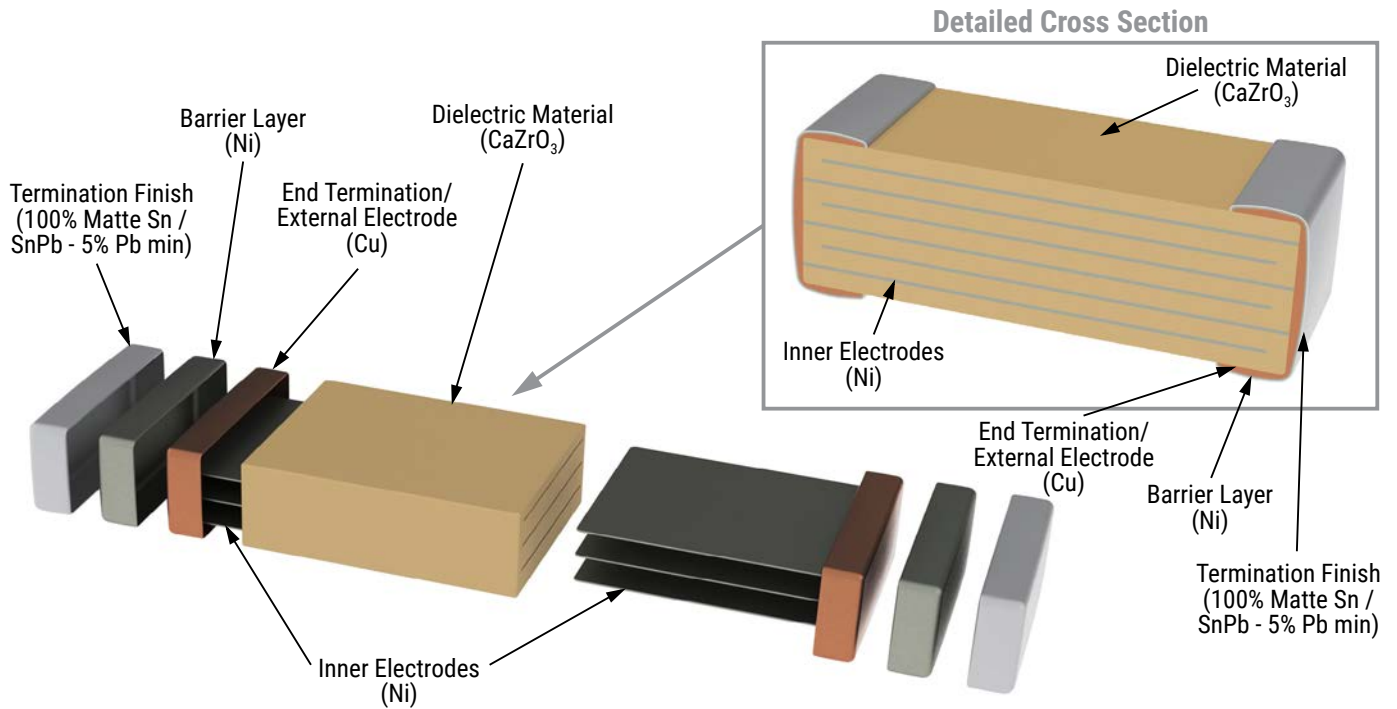 Detailed Cross Section
Dielectric Material
(CaZrO₃)
Inner Electrodes
(Ni)
End Termination/
External Electrode
(Cu)
Barrier Layer
(Ni)
Termination Finish
(100% Matte Sn /
SnPb - 5% Pb min)
Dielectric Material
(CaZrO₃)
Barrier Layer
(Ni)
End Termination/
External Electrode
(Cu)
Termination Finish
(100% Matte Sn /
SnPb - 5% Pb min)
Inner Electrodes
(Ni)